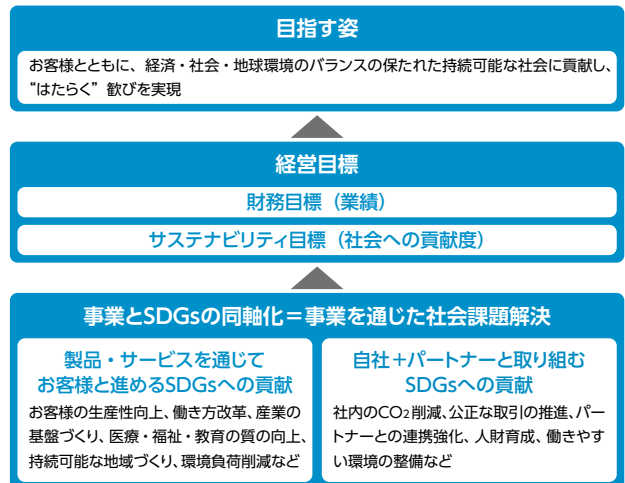 目指す姿
お客様とともに、経済・社会・地球環境のバランスの保たれた持続可能な社会に貢献し、
“はたらく”歓びを実現
経営目標
財務目標（業績）
サステナビリティ目標（社会への貢献度）
事業とSDGsの同軸化＝事業を通じた社会課題解決
製品・サービスを通じて
お客様と進めるSDGsへの貢献
お客様の生産性向上、働き方改革、産業の
基盤づくり、医療・福祉・教育の質の向上、
持続可能な地域づくり、環境負荷削減など
自社＋パートナーと取り組む
SDGsへの貢献
社内のCO₂削減、公正な取引の推進、パー
トナーとの連携強化、人財育成、働きやす
い環境の整備など